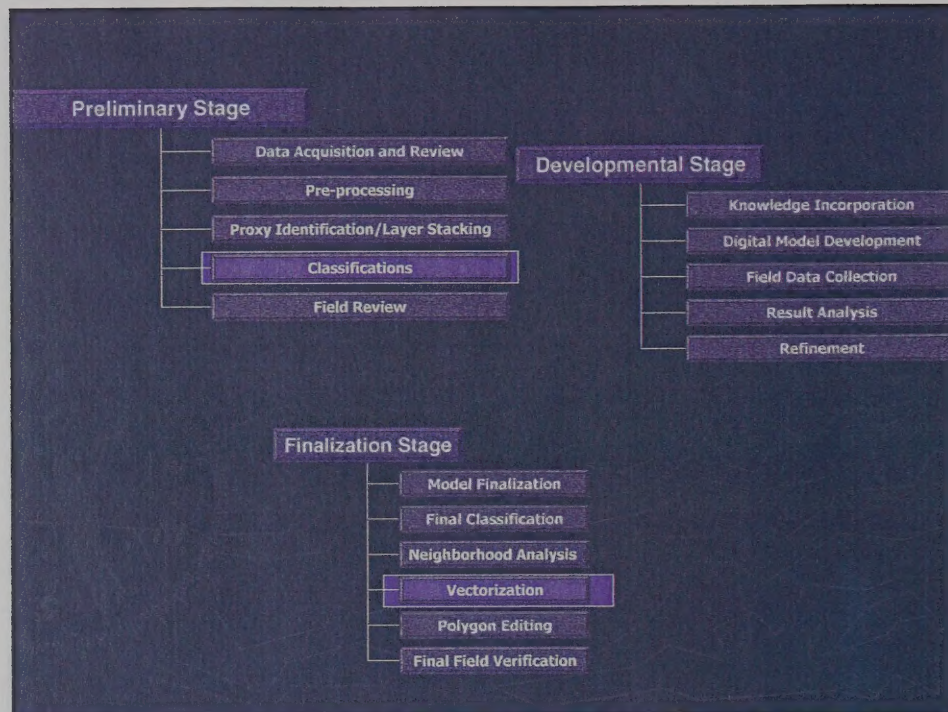 Preliminary Stage
Data Acquisition and Review
Pre-processing
Proxy Identification/Layer Stacking
Classifications
Field Review
Developmental Stage
Knowledge Incorporation
Digital Model Development
Field Data Collection
Result Analysis
Refinement
Finalization Stage
Model Finalization
Final Classification
Neighborhood Analysis
Vectorization
Polygon Editing
Final Field Verification